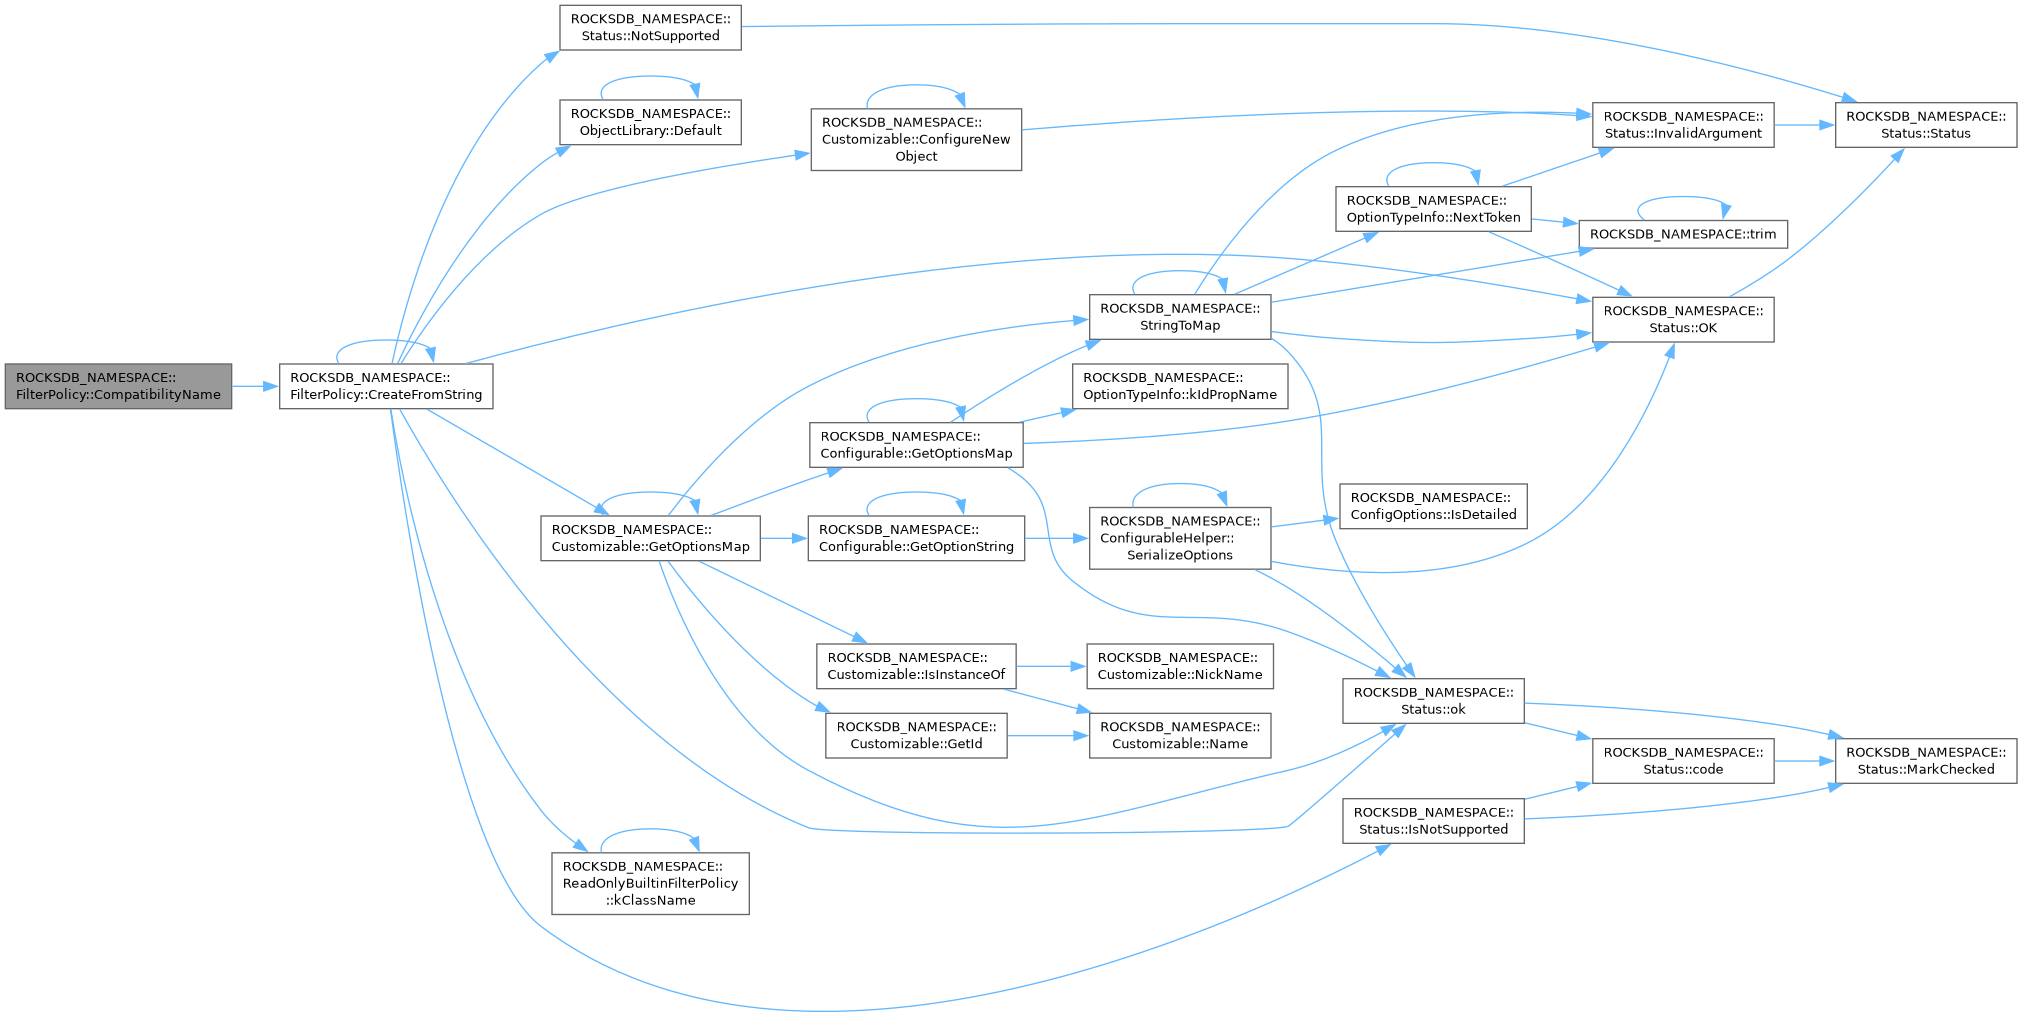 ROCKSDB_NAMESPACE::
FilterPolicy::CompatibilityName
ROCKSDB_NAMESPACE::
FilterPolicy::CreateFromString
ROCKSDB_NAMESPACE::
Status::NotSupported
ROCKSDB_NAMESPACE::
ObjectLibrary::Default
ROCKSDB_NAMESPACE::
Customizable::ConfigureNew
Object
ROCKSDB_NAMESPACE::
Status::InvalidArgument
ROCKSDB_NAMESPACE::
Status::Status
ROCKSDB_NAMESPACE::
OptionTypeInfo::NextToken
ROCKSDB_NAMESPACE::trim
ROCKSDB_NAMESPACE::
StringToMap
ROCKSDB_NAMESPACE::
Status::OK
ROCKSDB_NAMESPACE::
OptionTypeInfo::kIdPropName
ROCKSDB_NAMESPACE::
Configurable::GetOptionsMap
ROCKSDB_NAMESPACE::
Customizable::GetOptionsMap
ROCKSDB_NAMESPACE::
Configurable::GetOptionString
ROCKSDB_NAMESPACE::
ConfigurableHelper::
SerializeOptions
ROCKSDB_NAMESPACE::
ConfigOptions::IsDetailed
ROCKSDB_NAMESPACE::
Customizable::IsInstanceOf
ROCKSDB_NAMESPACE::
Customizable::NickName
ROCKSDB_NAMESPACE::
Customizable::GetId
ROCKSDB_NAMESPACE::
Customizable::Name
ROCKSDB_NAMESPACE::
Status::ok
ROCKSDB_NAMESPACE::
Status::code
ROCKSDB_NAMESPACE::
Status::MarkChecked
ROCKSDB_NAMESPACE::
Status::IsNotSupported
ROCKSDB_NAMESPACE::
ReadOnlyBuiltinFilterPolicy
::kClassName